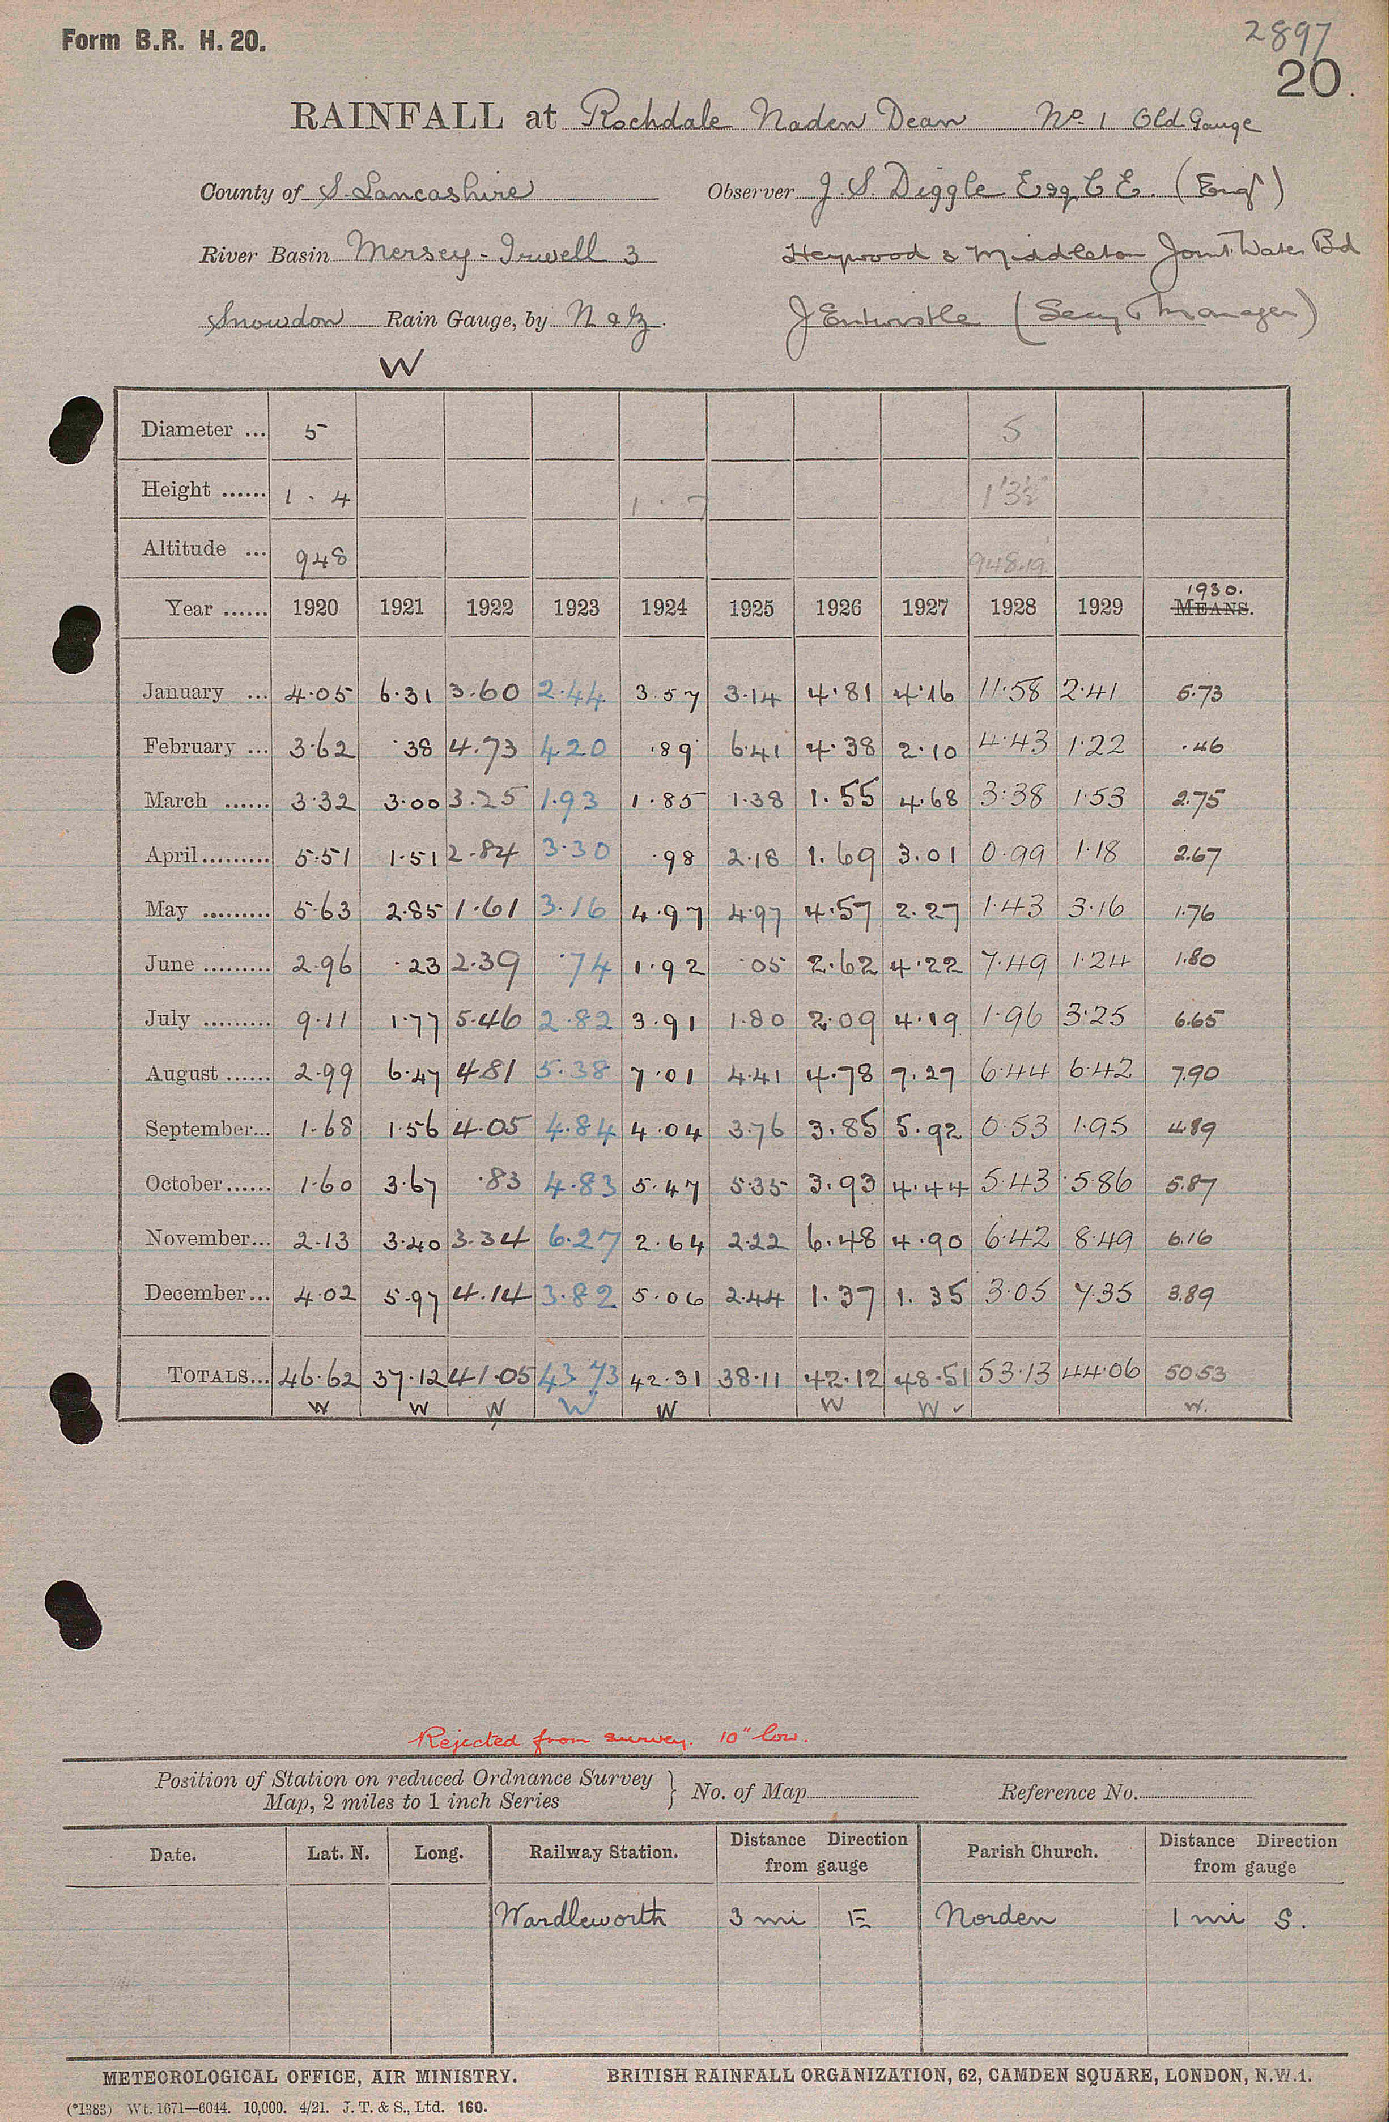 Form B.R. H. 20.
2897
20.
RAINFALL at Rochdale Naden Dean No 1 Old Gauge
County of S. Lancashire Observer J. S. Diggle Esq C E. (Engr)
River Basin Mersey - Irwell 3 Heywood & Middleton Joint Water Bd
Snowdon Rain Gauge, by N & Z. J Entwistle (Secy & Manager)
W
Diameter ... 5 5
Height ...... 1 . 4 1 . 7 1'3½"
Altitude ... 948 948.19
1930.
Year ...... 1920 1921 1922 1923 1924 1925 1926 1927 1928 1929 MEANS.
January ... 4.05 6.31 3.60 2.44 3.57 3.14 4.81 4.16 11.58 2.41 5.73
February ... 3.62 .38 4.73 4.20 .89 6.41 4.38 2.10 4.43 1.22 .46
March ...... 3.32 3.00 3.25 1.93 1.85 1.38 1.55 4.68 3.38 1.53 2.75
April ......... 5.51 1.51 2.84 3.30 .98 2.18 1.69 3.01 0.99 1.18 2.67
May ......... 5.63 2.85 1.61 3.16 4.97 4.97 4.57 2.27 1.43 3.16 1.76
June ......... 2.96 .23 2.39 .74 1.92 .05 2.62 4.22 7.49 1.24 1.80
July ......... 9.11 1.77 5.46 2.82 3.91 1.80 2.09 4.19 1.96 3.25 6.65
August ...... 2.99 6.47 4.81 5.38 7.01 4.41 4.78 7.27 6.44 6.42 7.90
September... 1.68 1.56 4.05 4.84 4.04 3.76 3.85 5.92 0.53 1.95 4.89
October...... 1.60 3.67 .83 4.83 5.47 5.35 3.93 4.44 5.43 5.86 5.87
November... 2.13 3.40 3.34 6.27 2.64 2.22 6.48 4.90 6.42 8.49 6.16
December... 4.02 5.97 4.14 3.82 5.06 2.44 1.37 1.35 3.05 7.35 3.89
TOTALS... 46.62 37.12 41.05 43.73 42.31 38.11 42.12 48.51 53.13 44.06 50.53
W W W W W W W ✓ W.
Rejected from survey. 10" low.
Position of Station on reduced Ordnance Survey
Map, 2 miles to 1 inch Series } No. of Map Reference No.
Date. Lat. N. Long. Railway Station. Distance Direction from gauge Parish Church. Distance Direction from gauge
Wardleworth 3 mi E Norden 1 mi S.
METEOROLOGICAL OFFICE, AIR MINISTRY. BRITISH RAINFALL ORGANIZATION, 62, CAMDEN SQUARE, LONDON, N.W.1.
(*1383) Wt. 1671—6044. 10,000. 4/21. J. T. & S., Ltd. 160.